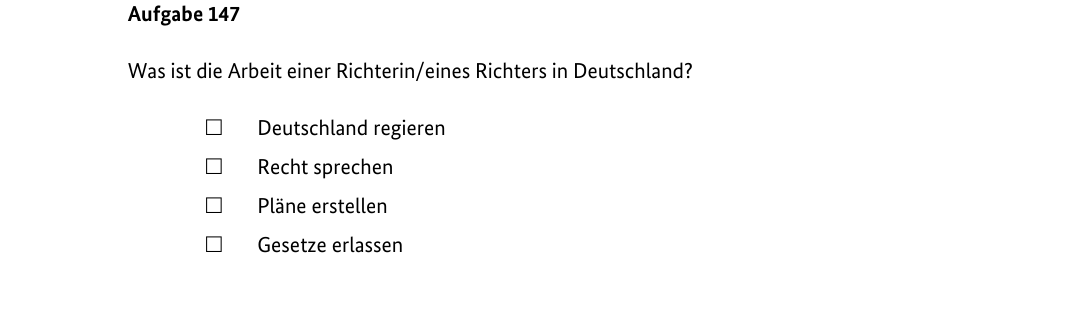 Aufgabe 147
Was ist die Arbeit einer Richterin/eines Richters in Deutschland?
☐ Deutschland regieren
☐ Recht sprechen
☐ Pläne erstellen
☐ Gesetze erlassen